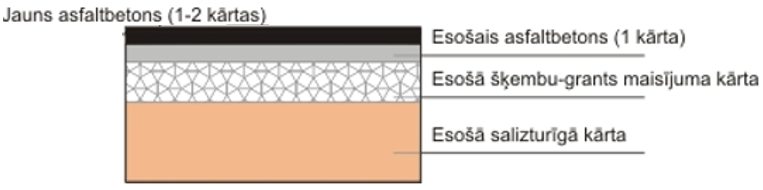 Jauns asfaltbetons (1-2 kārtas)
Esošais asfaltbetons (1 kārta)
Esošā šķembu-grants maisījuma kārta
Esošā salizturīgā kārta